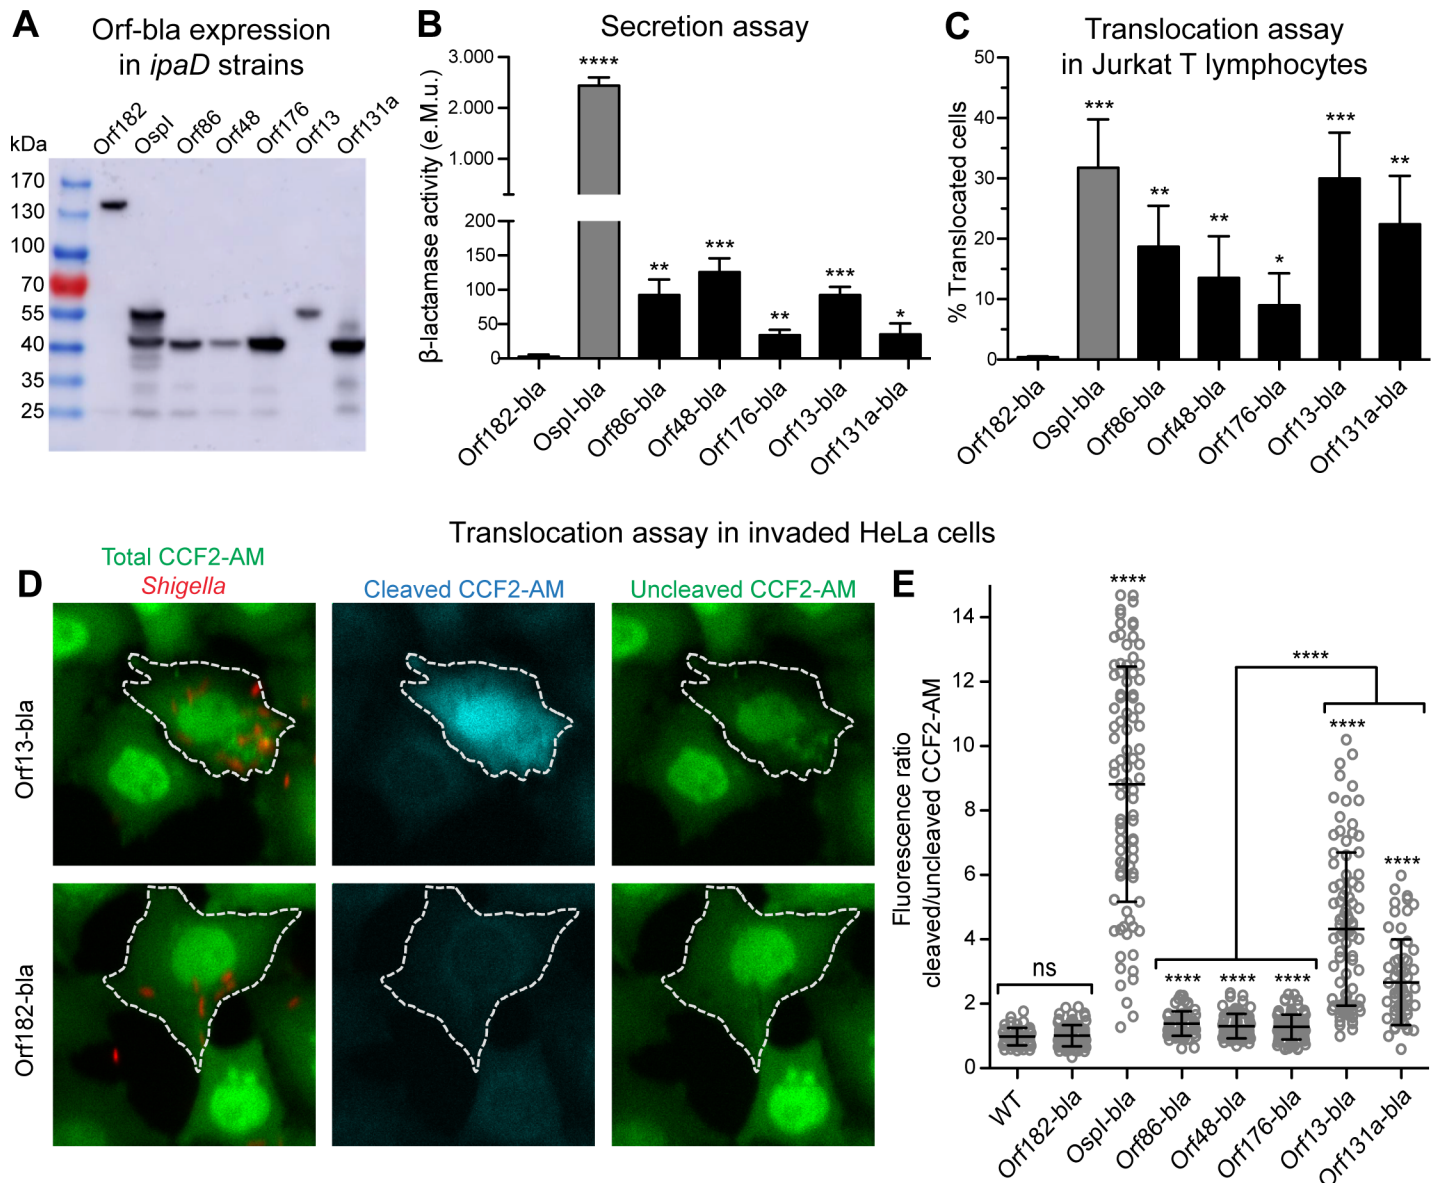 A
Orf-bla expression
in ipaD strains
kDa
Orf182
OspI
Orf86
Orf48
Orf176
Orf13
Orf131a
170
130
100
70
55
40
35
25
B
Secretion assay
β-lactamase activity (e.M.u.)
3.000
2.000
1.000
200
150
100
50
0
****
**
***
**
***
*
Orf182-bla
OspI-bla
Orf86-bla
Orf48-bla
Orf176-bla
Orf13-bla
Orf131a-bla
C
Translocation assay
in Jurkat T lymphocytes
% Translocated cells
50
40
30
20
10
0
***
**
**
*
***
**
Orf182-bla
OspI-bla
Orf86-bla
Orf48-bla
Orf176-bla
Orf13-bla
Orf131a-bla
Translocation assay in invaded HeLa cells
D
Total CCF2-AM
Shigella
Cleaved CCF2-AM
Uncleaved CCF2-AM
Orf13-bla
Orf182-bla
E
Fluorescence ratio
cleaved/uncleaved CCF2-AM
14
12
10
8
6
4
2
0
ns
****
****
****
****
****
****
****
WT
Orf182-bla
OspI-bla
Orf86-bla
Orf48-bla
Orf176-bla
Orf13-bla
Orf131a-bla